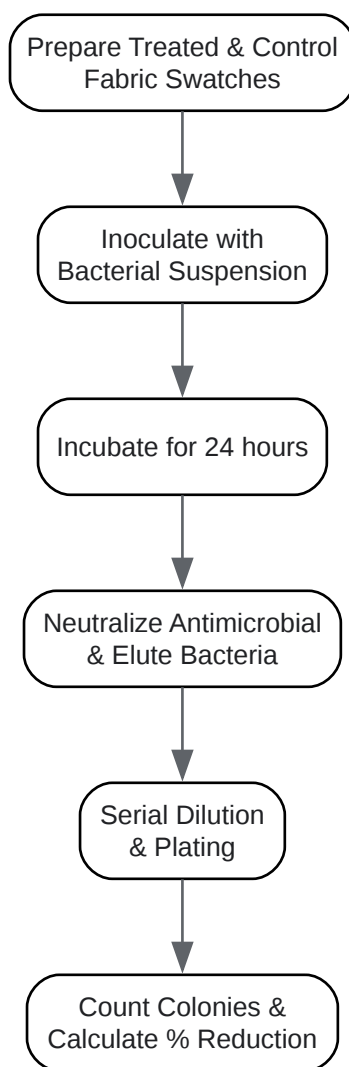 Prepare Treated & Control
Fabric Swatches
Inoculate with
Bacterial Suspension
Incubate for 24 hours
Neutralize Antimicrobial
& Elute Bacteria
Serial Dilution
& Plating
Count Colonies &
Calculate % Reduction